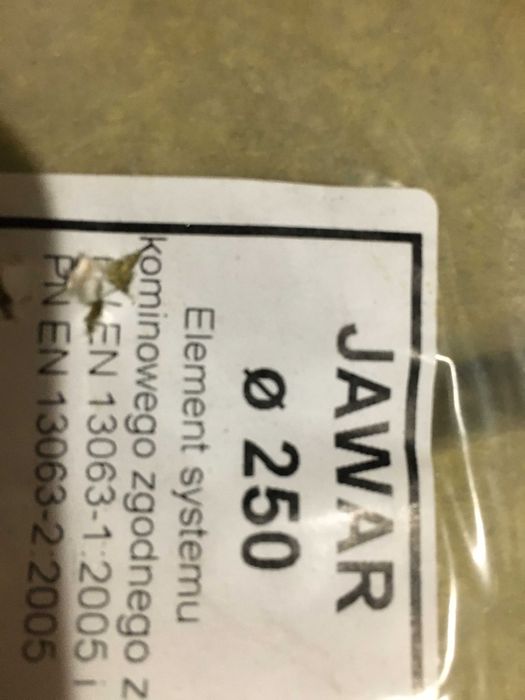 JAWAR
ø 250
Element systemu
kominowego zgodnego z
EN 13063-1:2005 i
PN EN 13063-2:2005